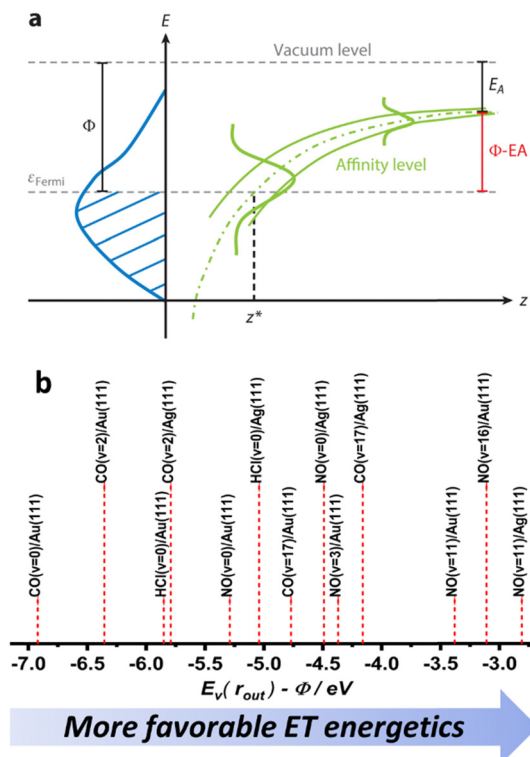 a
E
Vacuum level
E_A
Φ
Φ-EA
Affinity level
εFermi
z*
z
b
CO(v=2)/Au(111)
CO(v=2)/Ag(111)
HCl(v=0)/Ag(111)
NO(v=0)/Ag(111)
CO(v=17)/Ag(111)
NO(v=16)/Au(111)
CO(v=0)/Au(111)
HCl(v=0)/Au(111)
NO(v=0)/Au(111)
CO(v=17)/Au(111)
NO(v=3)/Au(111)
NO(v=11)/Au(111)
NO(v=11)/Ag(111)
-7.0 -6.5 -6.0 -5.5 -5.0 -4.5 -4.0 -3.5 -3.0
E_v( r_out) - Φ / eV
More favorable ET energetics